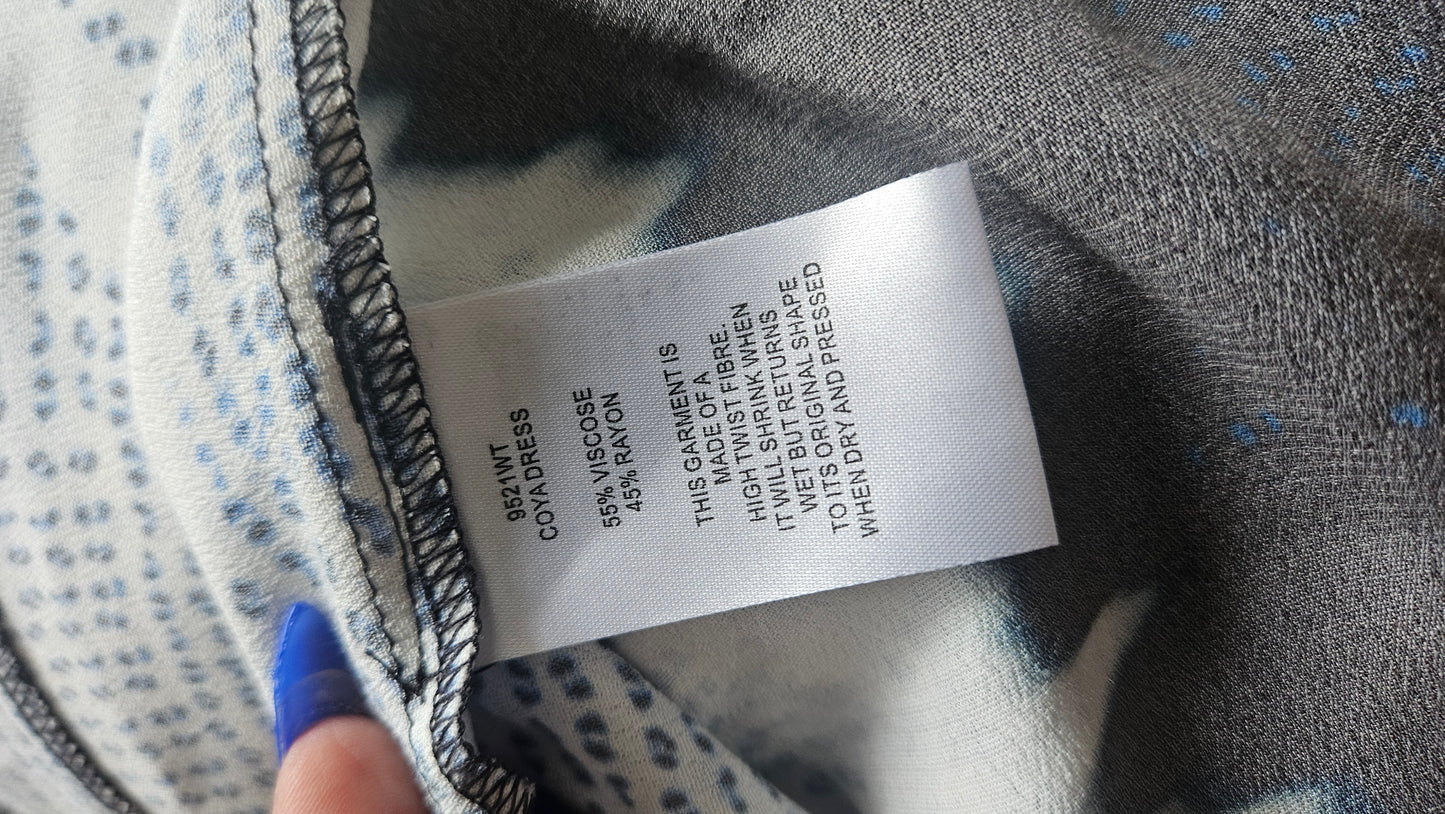 9521WT
COYA DRESS
55% VISCOSE
45% RAYON
THIS GARMENT IS
MADE OF A
HIGH TWIST FIBRE.
IT WILL SHRINK WHEN
WET BUT RETURNS
TO ITS ORIGINAL SHAPE
WHEN DRY AND PRESSED